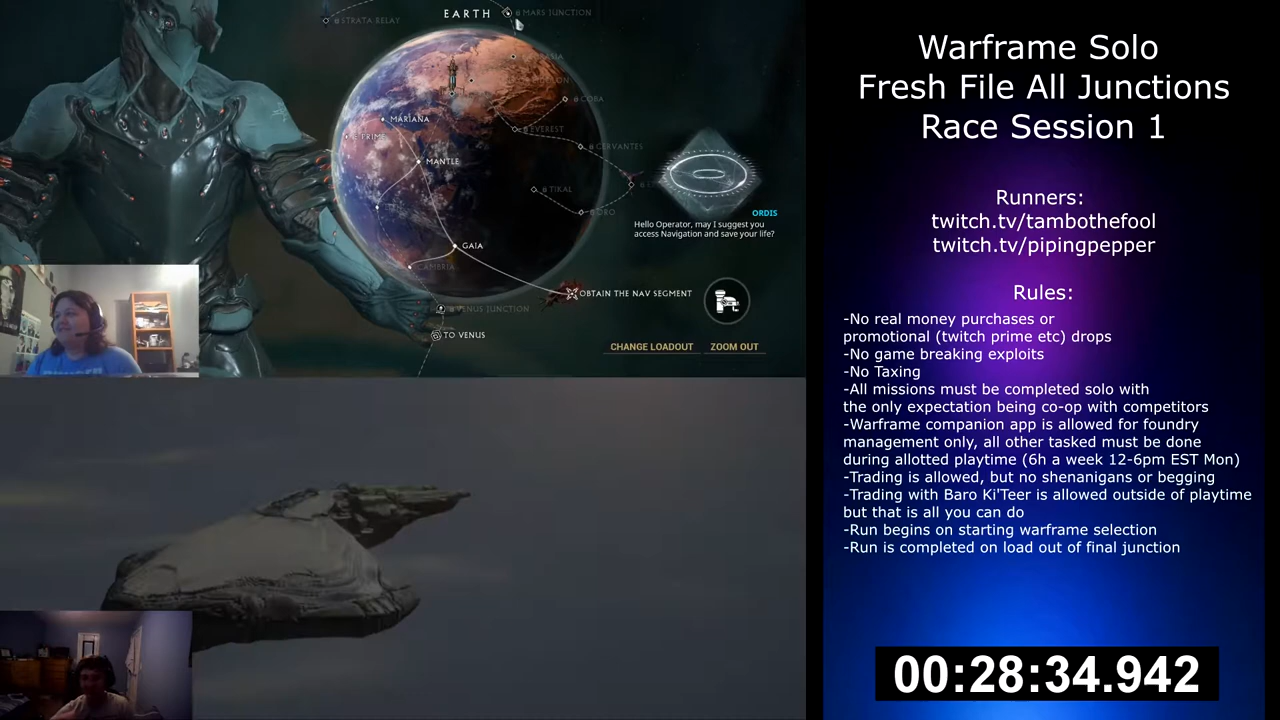 EARTH
MARS JUNCTION
STRATA RELAY
COBA
MARIANA
EVEREST
E PRIME
CERVANTES
MANTLE
TIKAL
ORO
ORDIS
Hello Operator, may I suggest you
access Navigation and save your life?
GAIA
CAMBRIA
OBTAIN THE NAV SEGMENT
VENUS JUNCTION
TO VENUS
CHANGE LOADOUT
ZOOM OUT
Warframe Solo
Fresh File All Junctions
Race Session 1
Runners:
twitch.tv/tambothefool
twitch.tv/pipingpepper
Rules:
-No real money purchases or
promotional (twitch prime etc) drops
-No game breaking exploits
-No Taxing
-All missions must be completed solo with
the only expectation being co-op with competitors
-Warframe companion app is allowed for foundry
management only, all other tasked must be done
during allotted playtime (6h a week 12-6pm EST Mon)
-Trading is allowed, but no shenanigans or begging
-Trading with Baro Ki'Teer is allowed outside of playtime
but that is all you can do
-Run begins on starting warframe selection
-Run is completed on load out of final junction
00:28:34.942